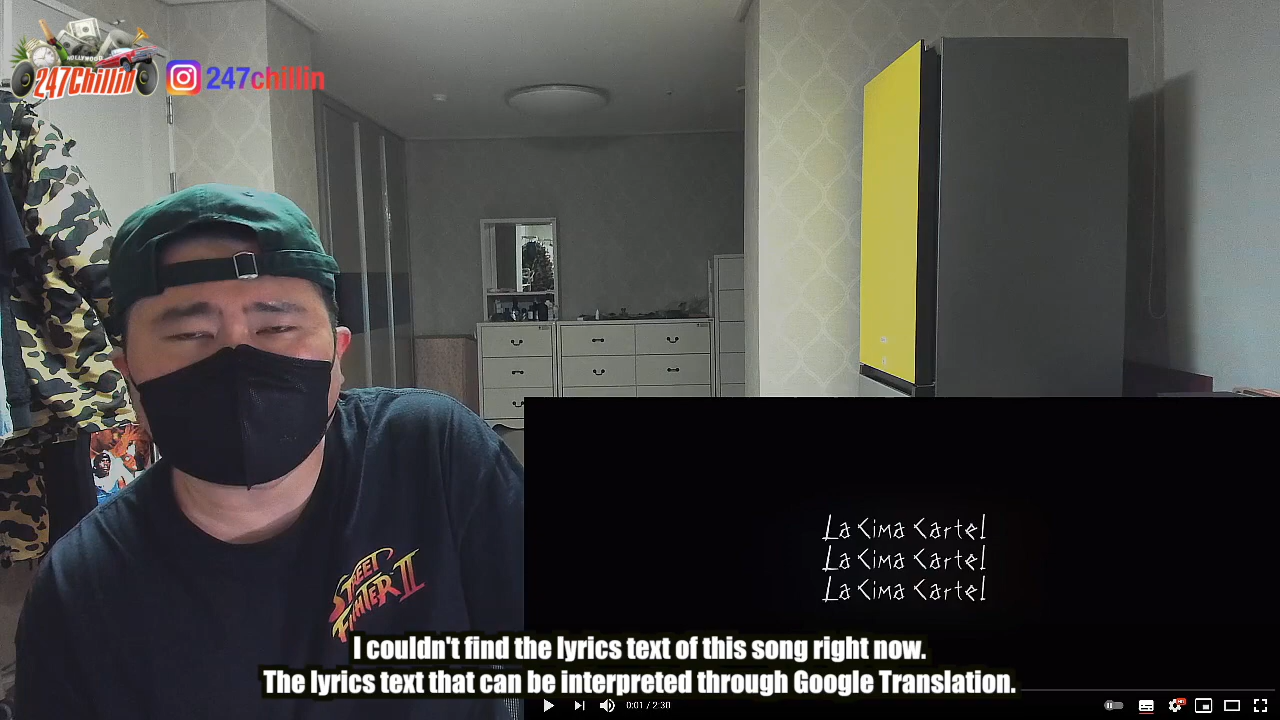 HOLLYWOOD
247Chillin
247chillin
STREET
FIGHTER II
La Cima Cartel
La Cima Cartel
La Cima Cartel
I couldn't find the lyrics text of this song right now.
The lyrics text that can be interpreted through Google Translation.
0:01 / 2:30